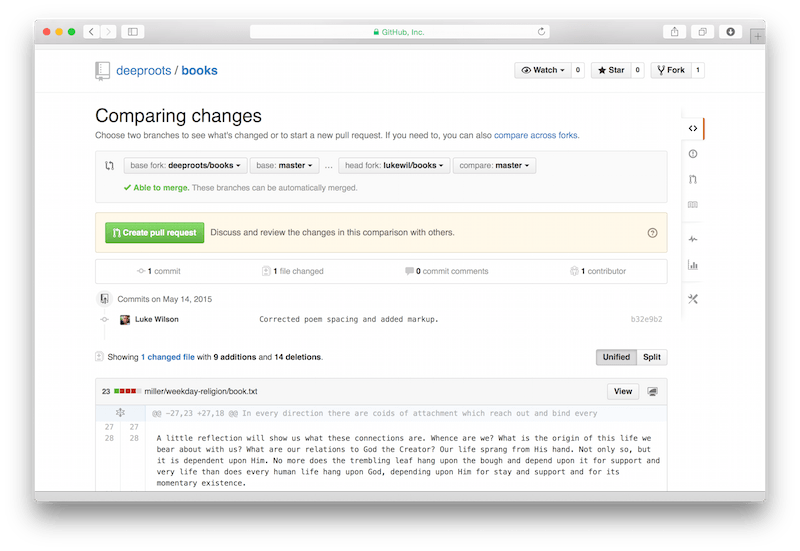 GitHub, Inc.
deeproots / books
Watch 0 Star 0 Fork 1
Comparing changes
Choose two branches to see what's changed or to start a new pull request. If you need to, you can also compare across forks.
base fork: deeproots/books base: master ... head fork: lukewil/books compare: master
Able to merge. These branches can be automatically merged.
Create pull request Discuss and review the changes in this comparison with others.
1 commit 1 file changed 0 commit comments 1 contributor
Commits on May 14, 2015
Luke Wilson Corrected poem spacing and added markup. b32e9b2
Showing 1 changed file with 9 additions and 14 deletions. Unified Split
23 miller/weekday-religion/book.txt View
@@ -27,23 +27,18 @@ In every direction there are coids of attachment which reach out and bind every
27 27
28 28 A little reflection will show us what these connections are. Whence are we? What is the origin of this life we
bear about with us? What are our relations to God the Creator? Our life sprang from His hand. Not only so, but
it is dependent upon Him. No more does the trembling leaf hang upon the bough and depend upon it for support and
very life than does every human life hang upon God, depending upon Him for stay and support and for its
momentary existence.